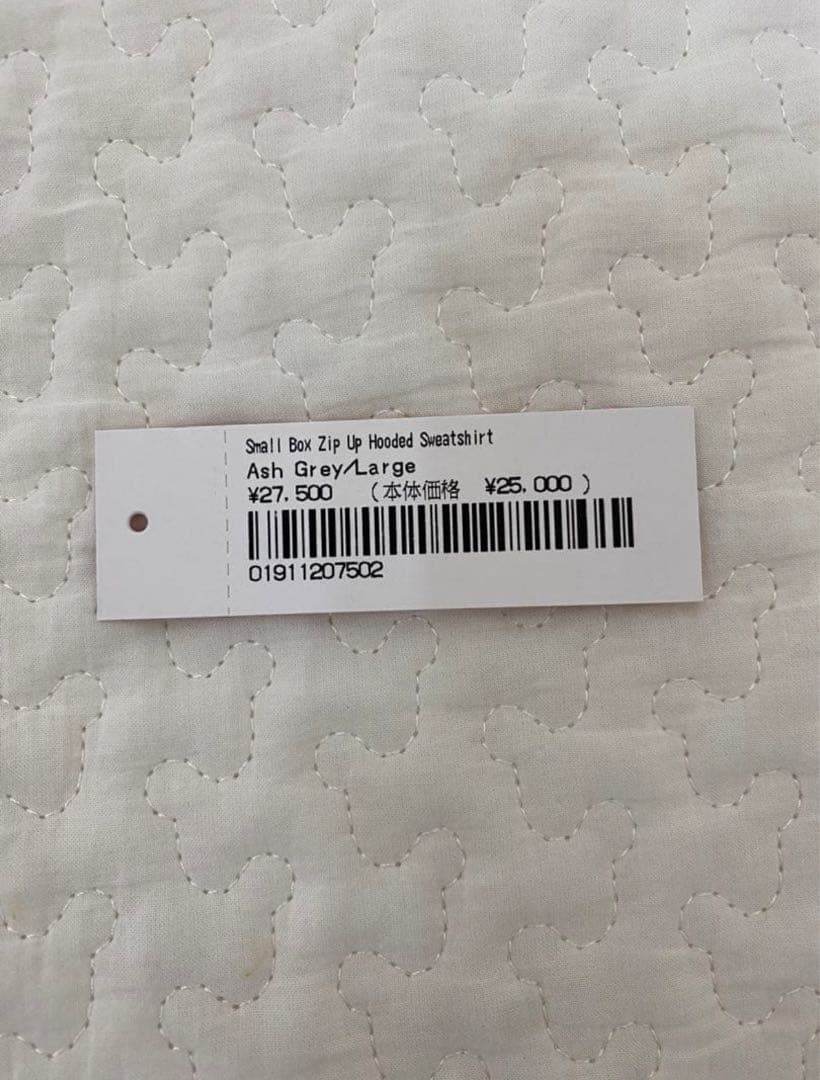 Small Box Zip Up Hooded Sweatshirt
Ash Grey/Large
¥27,500 (本体価格 ¥25,000 )
01911207502